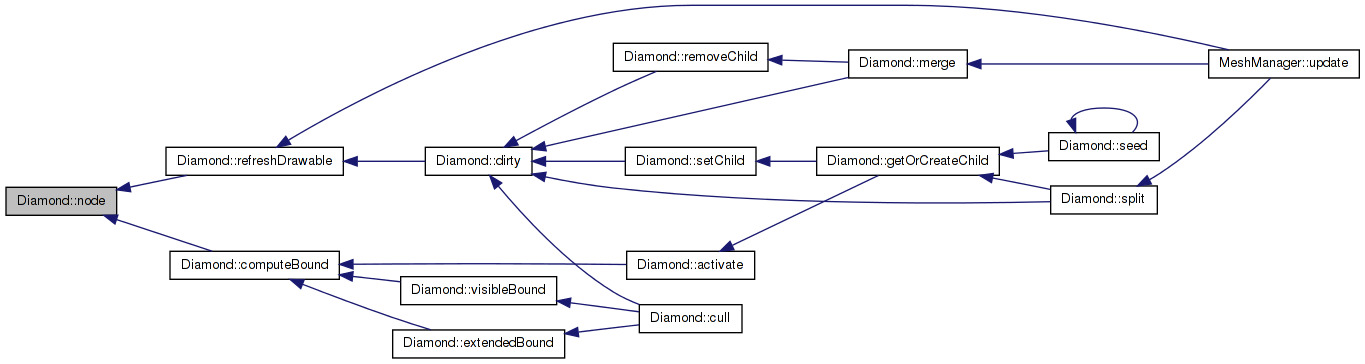 Diamond::node
Diamond::refreshDrawable
Diamond::computeBound
Diamond::dirty
Diamond::visibleBound
Diamond::extendedBound
Diamond::removeChild
Diamond::setChild
Diamond::activate
Diamond::cull
Diamond::merge
Diamond::getOrCreateChild
Diamond::seed
Diamond::split
MeshManager::update